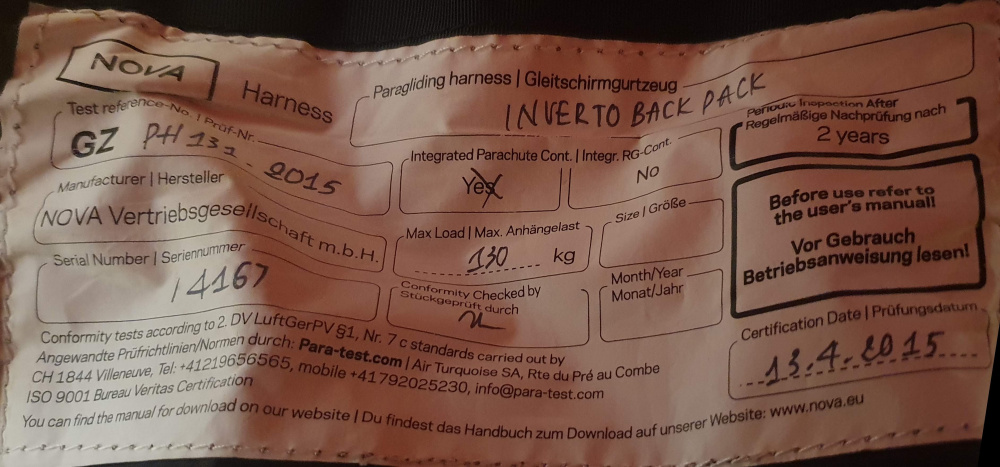 NOVA
Harness
Paragliding harness | Gleitschirmgurtzeug
INVERTO BACK PACK
Test reference-No. | Prüf-Nr.
GZ PH 131 - 2015
Integrated Parachute Cont. | Integr. RG-Cont.
Yes
No
Periodic Inspection After
Regelmäßige Nachprüfung nach
2 years
Manufacturer | Hersteller
NOVA Vertriebsgesellschaft m.b.H.
Max Load | Max. Anhängelast
130 kg
Size | Größe
Before use refer to
the user's manual!
Vor Gebrauch
Betriebsanweisung lesen!
Serial Number | Seriennummer
14167
Conformity Checked by
Stückgeprüft durch
Month/Year
Monat/Jahr
Certification Date | Prüfungsdatum
13.4.2015
Conformity tests according to 2. DV LuftGerPV §1, Nr. 7 c standards carried out by
Angewandte Prüfrichtlinien/Normen durch: Para-test.com | Air Turquoise SA, Rte du Pré au Combe
CH 1844 Villeneuve, Tel: +41219656565, mobile +41792025230, info@para-test.com
ISO 9001 Bureau Veritas Certification
You can find the manual for download on our website | Du findest das Handbuch zum Download auf unserer Website: www.nova.eu